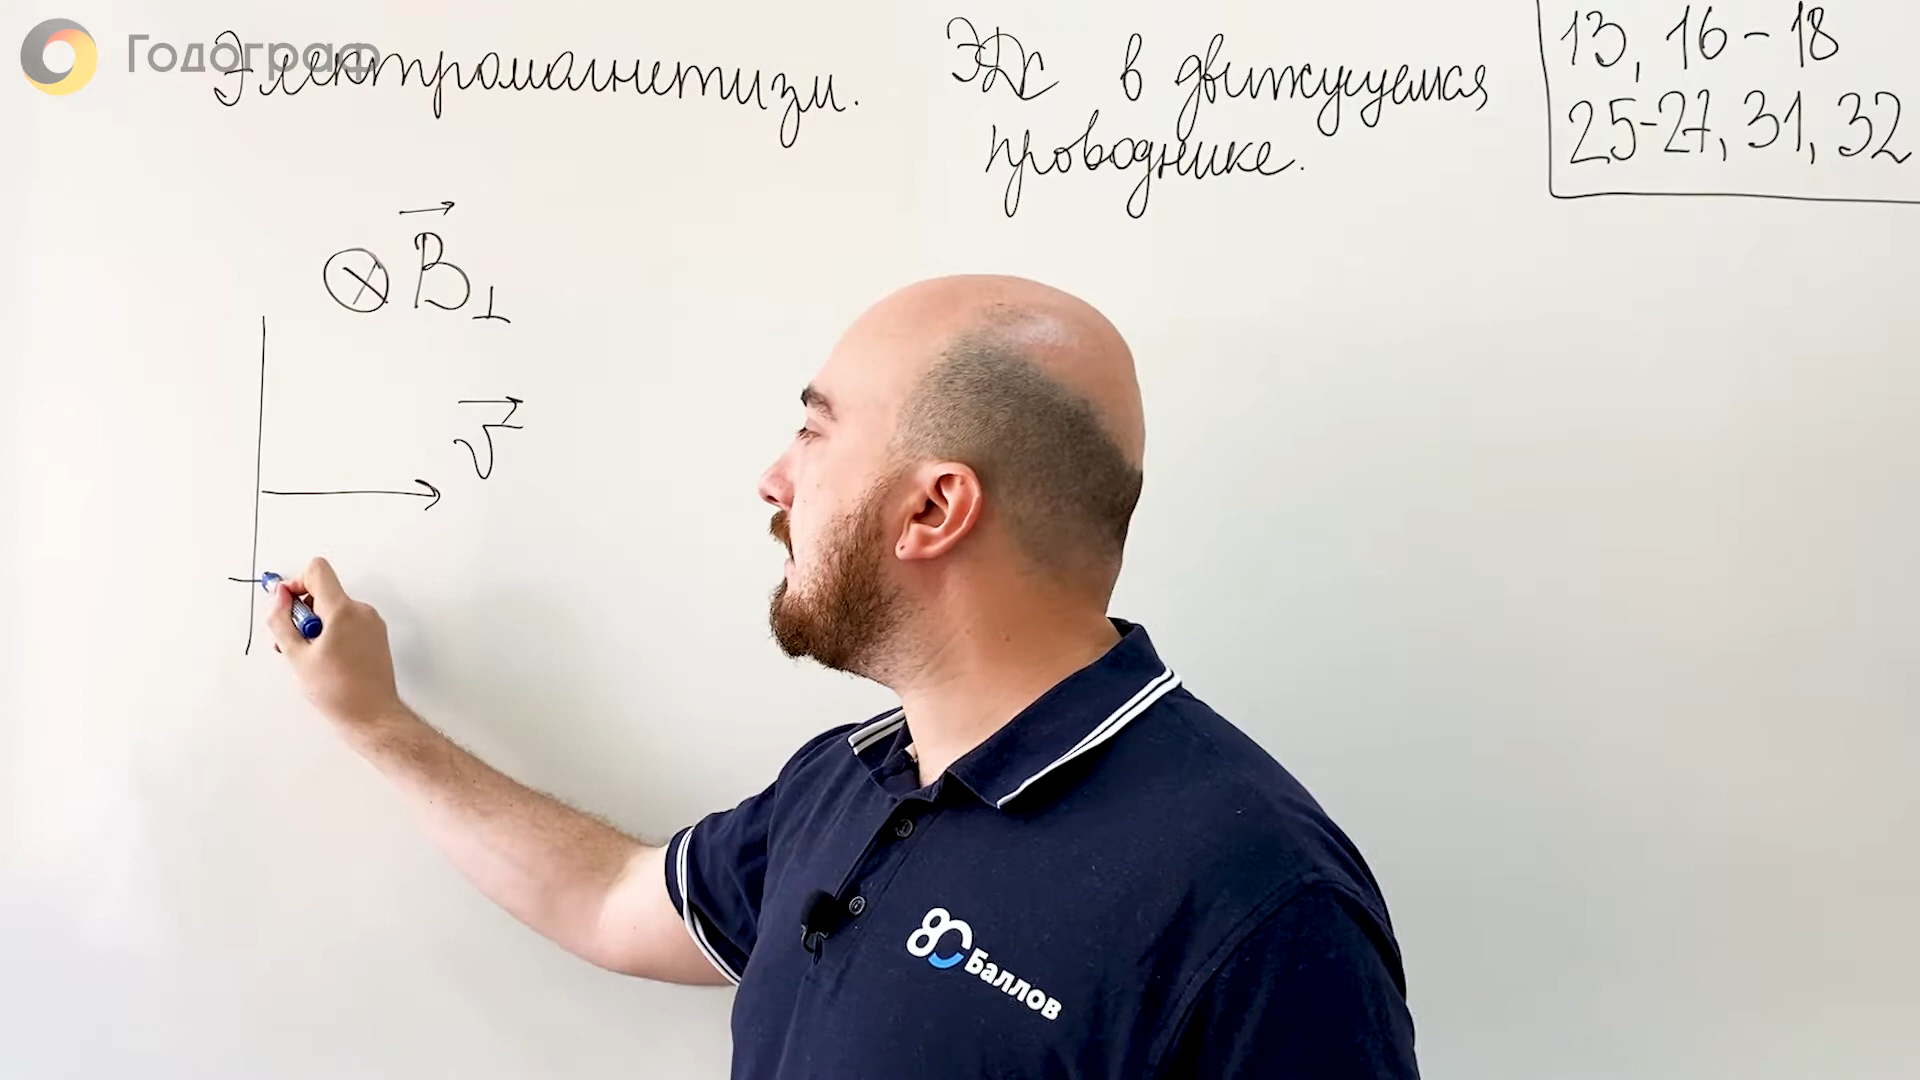 Годограф
Электромагнетизм.
ЭДС в движущемся
проводнике.
13, 16-18
25-27, 31, 32
B⊥
v
80
Баллов